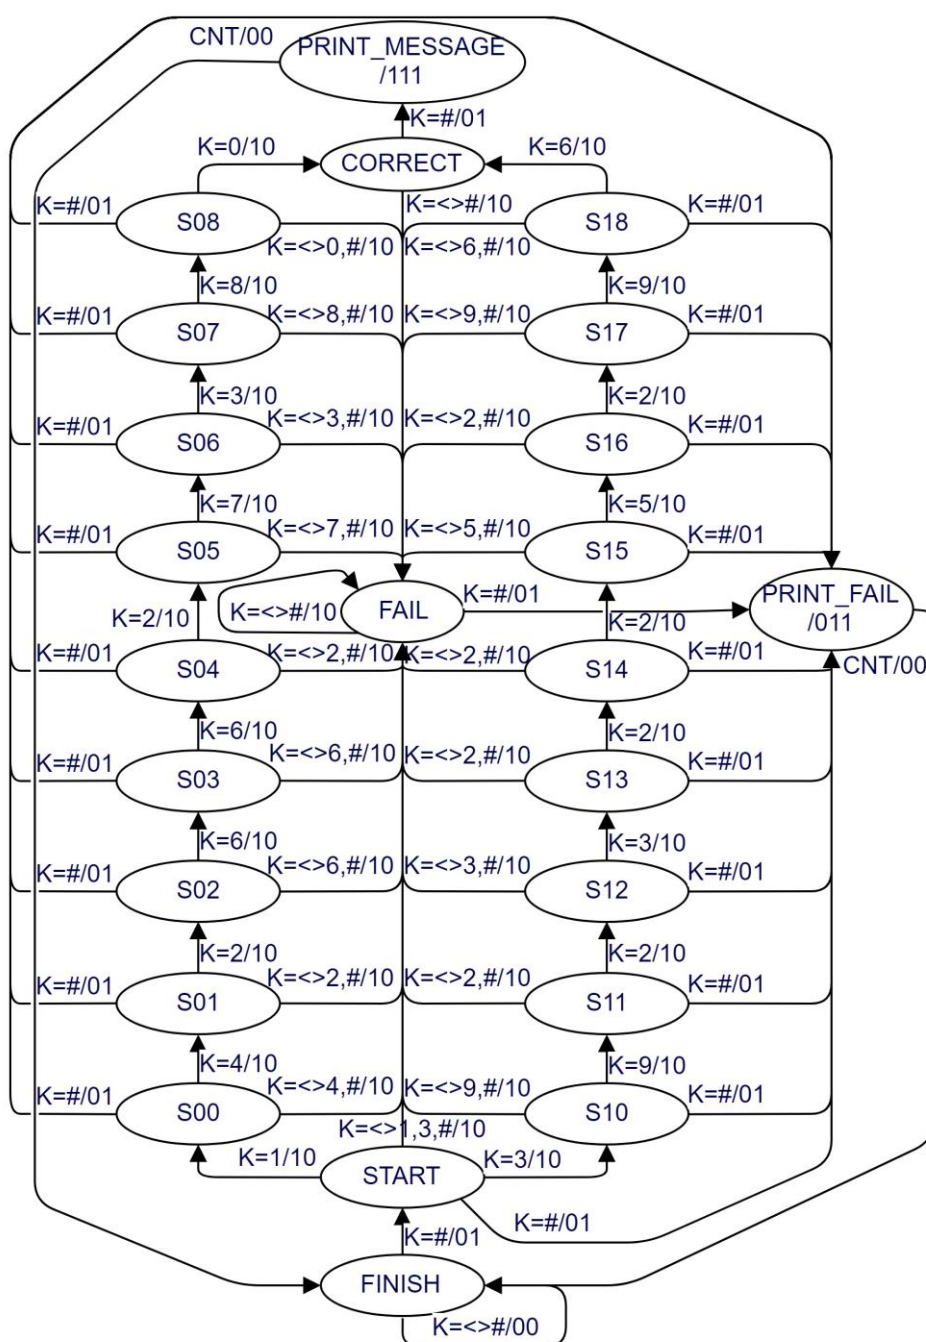 CNT/00
PRINT_MESSAGE
/111
K=#/01
K=0/10
CORRECT
K=6/10
K=#/01
S08
K=<>#/10
S18
K=#/01
K=<>0,#/10
K=<>6,#/10
K=8/10
K=9/10
K=#/01
S07
K=<>8,#/10
K=<>9,#/10
S17
K=#/01
K=3/10
K=2/10
K=#/01
S06
K=<>3,#/10
K=<>2,#/10
S16
K=#/01
K=7/10
K=5/10
K=#/01
S05
K=<>7,#/10
K=<>5,#/10
S15
K=#/01
K=2/10
K=<>#/10
FAIL
K=#/01
PRINT_FAIL
/011
K=2/10
K=#/01
S04
K=<>2,#/10
K=<>2,#/10
S14
K=#/01
CNT/00
K=6/10
K=2/10
K=#/01
S03
K=<>6,#/10
K=<>2,#/10
S13
K=#/01
K=6/10
K=3/10
K=#/01
S02
K=<>6,#/10
K=<>3,#/10
S12
K=#/01
K=2/10
K=2/10
K=#/01
S01
K=<>2,#/10
K=<>2,#/10
S11
K=#/01
K=4/10
K=9/10
K=#/01
S00
K=<>4,#/10
K=<>9,#/10
S10
K=#/01
K=<>1,3,#/10
K=1/10
START
K=3/10
K=#/01
K=#/01
FINISH
K=<>#/00